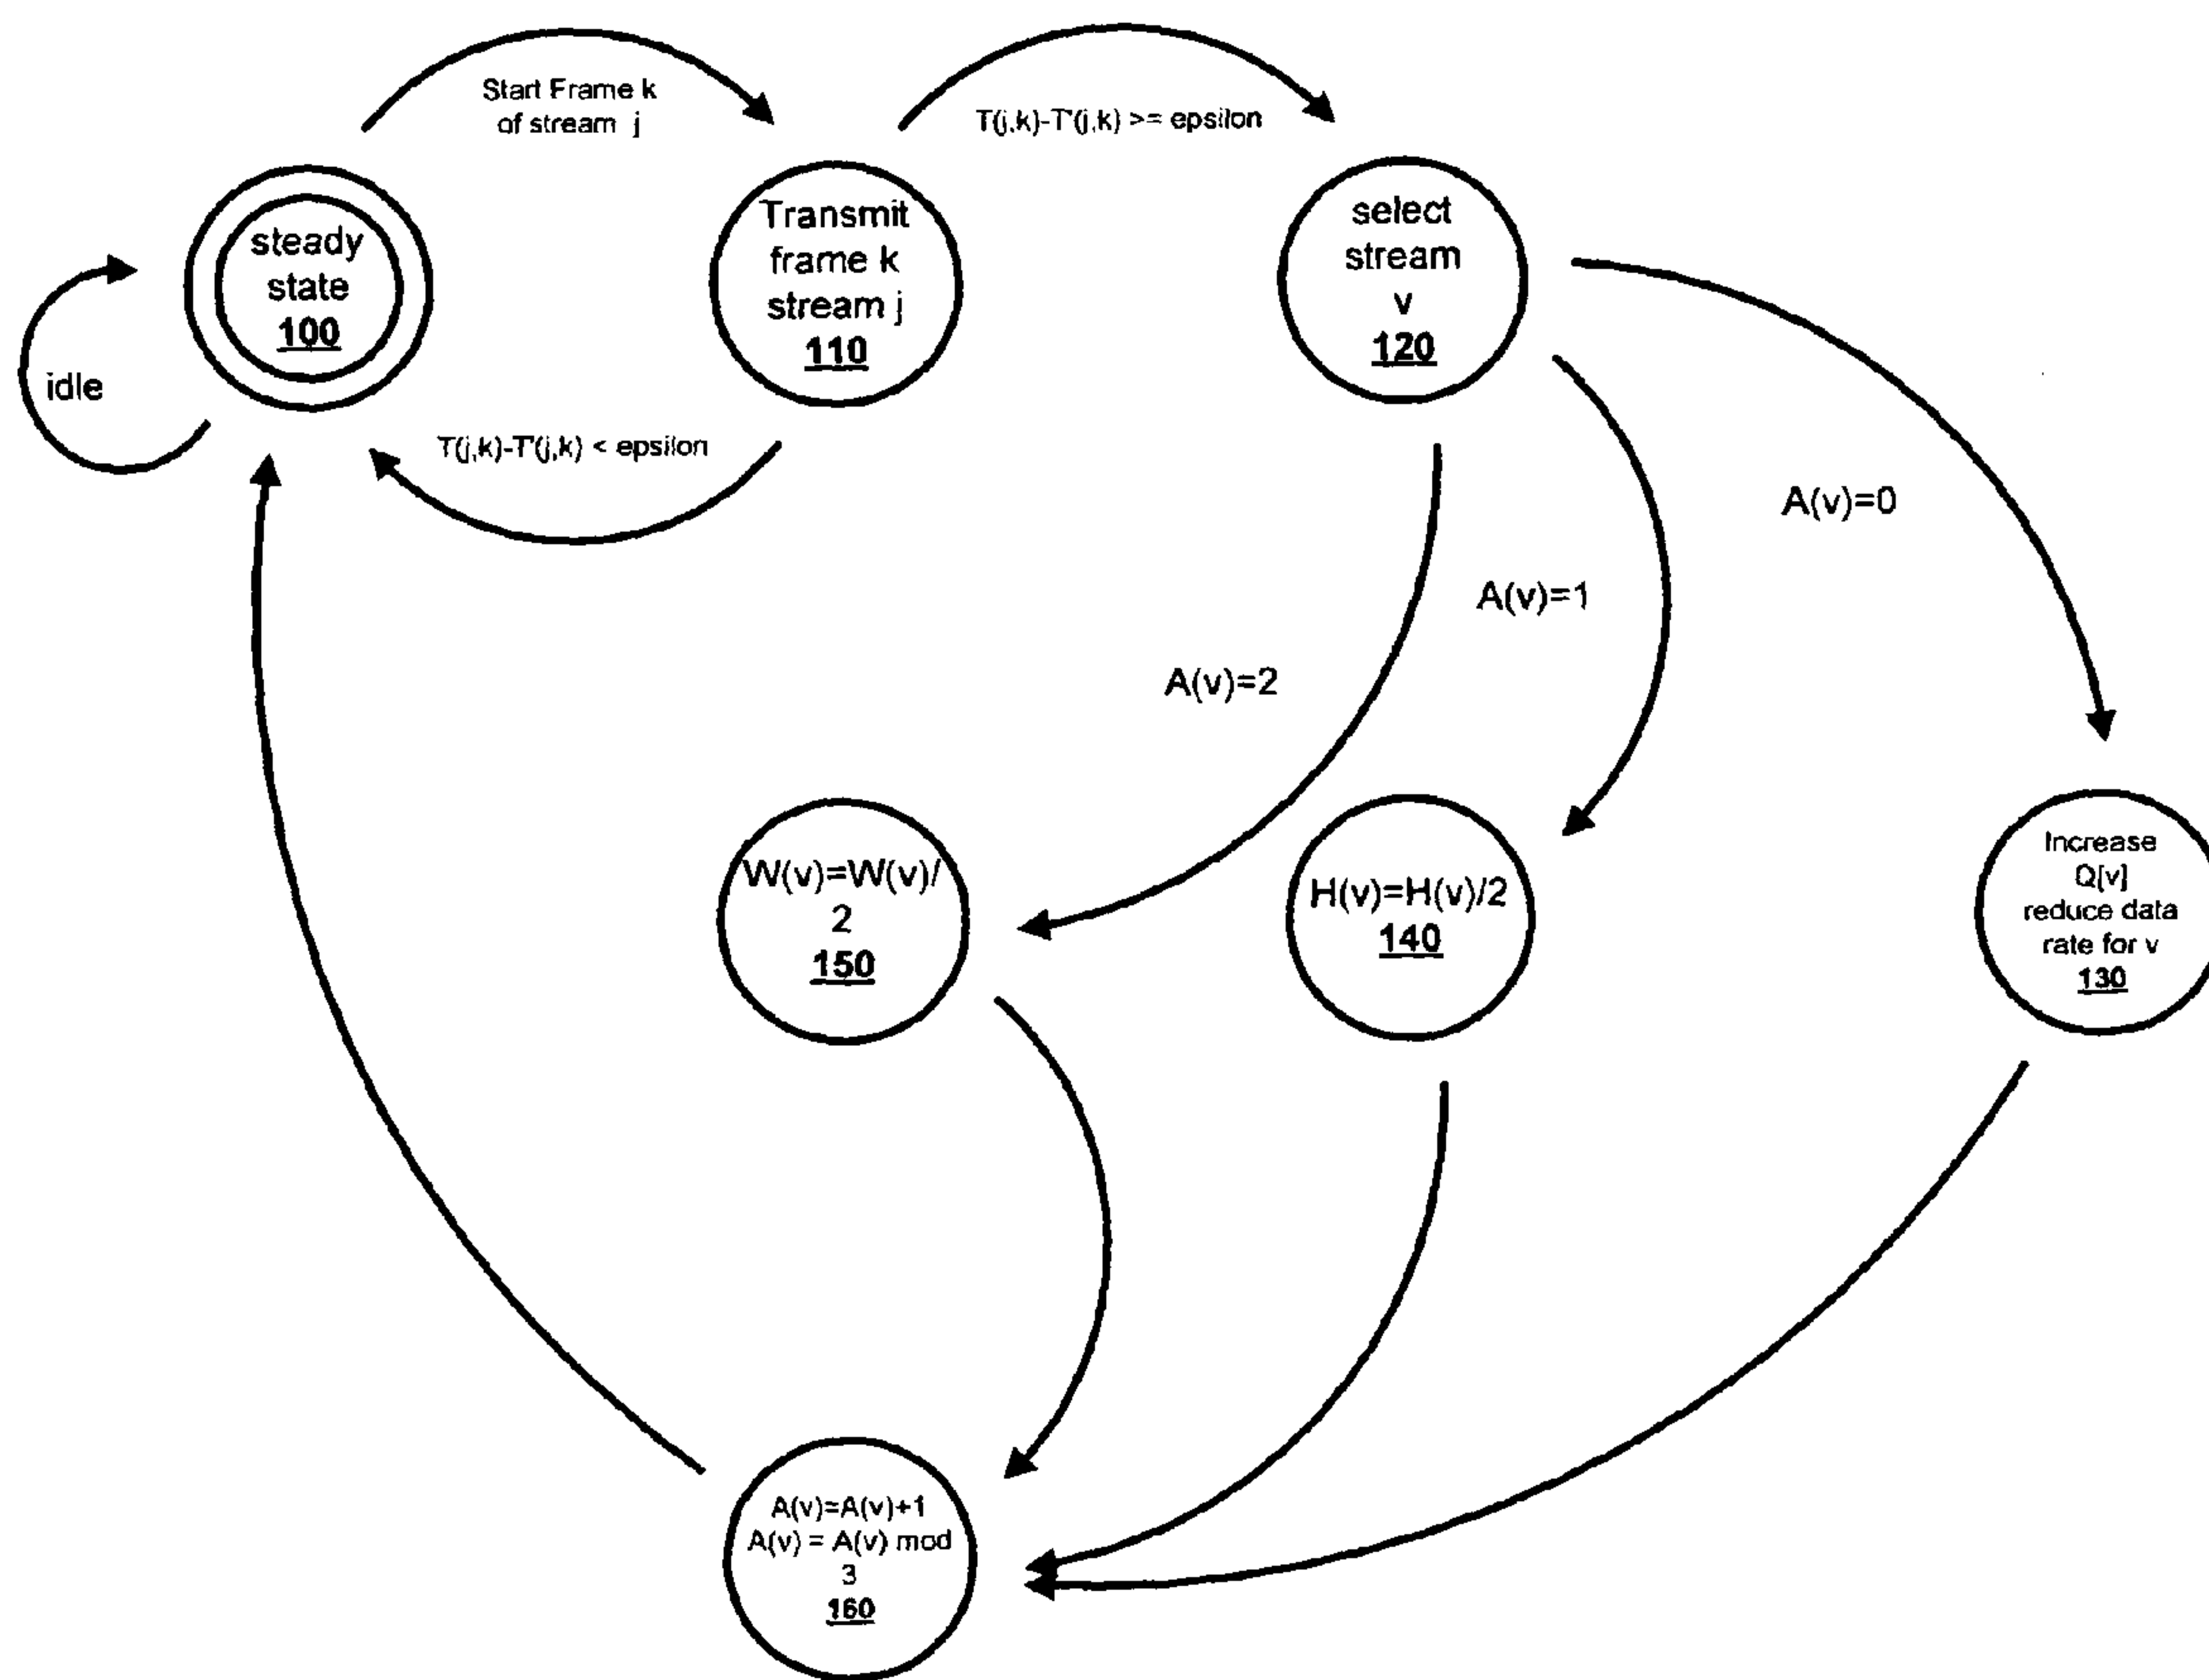 Start Frame k
of stream j
T(j,k)-T'(j,k) >= epsilon
steady
state
100
Transmit
frame k
stream j
110
select
stream
v
120
idle
T(j,k)-T'(j,k) < epsilon
A(v)=0
A(v)=1
A(v)=2
W(v)=W(v)/
2
150
H(v)=H(v)/2
140
Increase
Q[v]
reduce data
rate for v
130
A(v)=A(v)+1
A(v) = A(v) mod
3
160